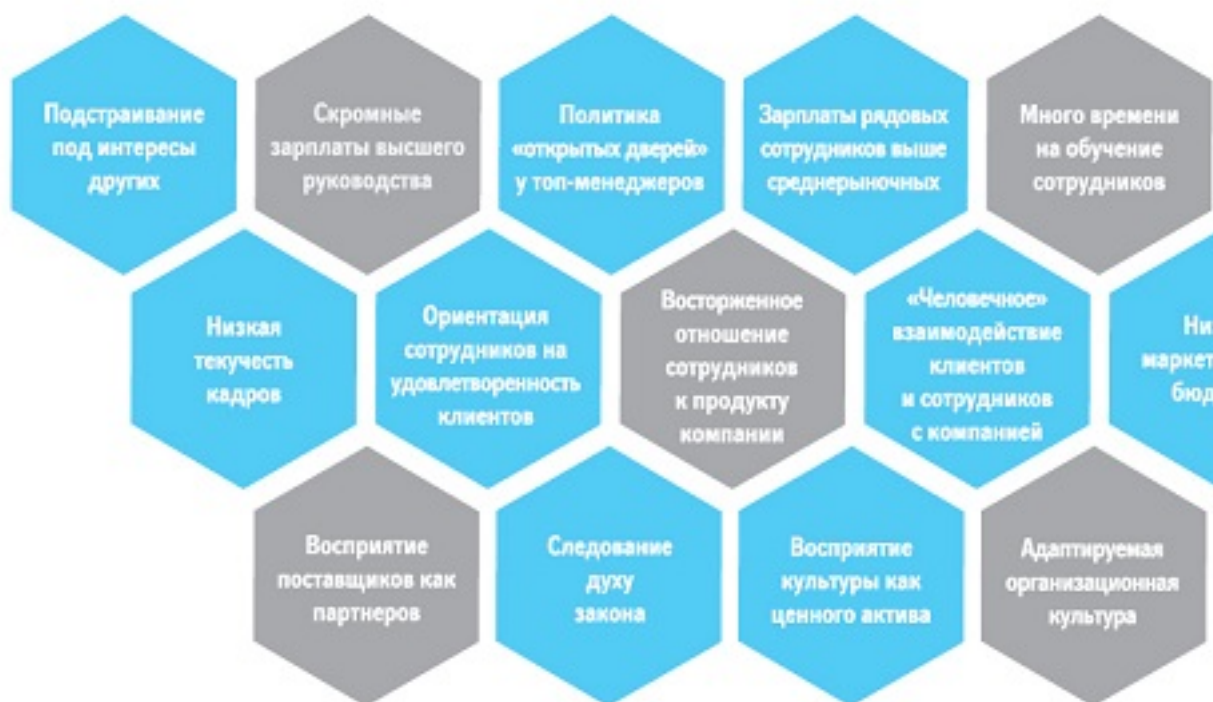 Подстраивание
под интересы
других
Скромные
зарплаты высшего
руководства
Политика
«открытых дверей»
у топ-менеджеров
Зарплаты рядовых
сотрудников выше
среднерыночных
Много времени
на обучение
сотрудников
Низкая
текучесть
кадров
Ориентация
сотрудников на
удовлетворенность
клиентов
Восторженное
отношение
сотрудников
к продукту
компании
«Человечное»
взаимодействие
клиентов
и сотрудников
с компанией
Восприятие
поставщиков как
партнеров
Следование
духу
закона
Восприятие
культуры как
ценного актива
Адаптируемая
организационная
культура